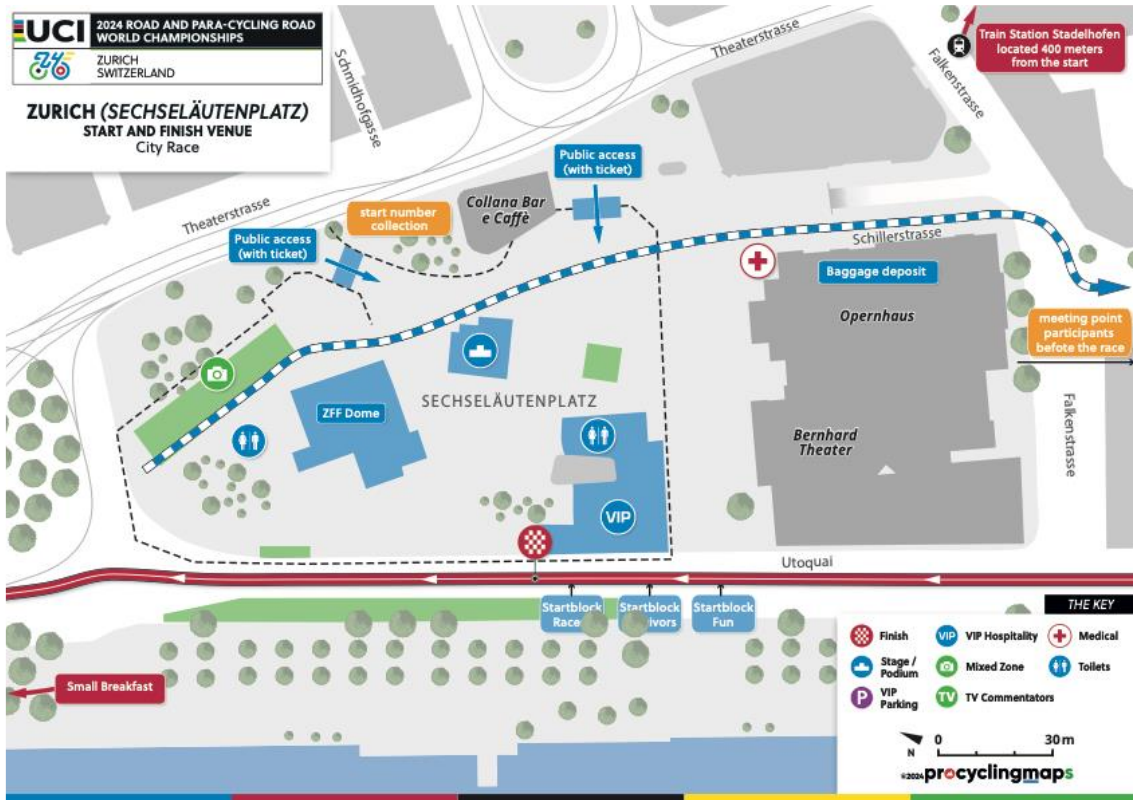 UCI
2024 ROAD AND PARA-CYCLING ROAD
WORLD CHAMPIONSHIPS
ZURICH
SWITZERLAND
ZURICH (SECHSELÄUTENPLATZ)
START AND FINISH VENUE
City Race
Schmidhofgasse
Theaterstrasse
Falkenstrasse
Train Station Stadelhofen
located 400 meters
from the start
Public access
(with ticket)
Theaterstrasse
Collana Bar
e Caffè
start number
collection
Public access
(with ticket)
Schillerstrasse
Baggage deposit
Opernhaus
meeting point
participants
befote the race
SECHSELÄUTENPLATZ
ZFF Dome
Bernhard
Theater
Falkenstrasse
VIP
Utoquai
Startblock
Race
Startblock
Startblock
Fun
Small Breakfast
THE KEY
Finish
VIP VIP Hospitality
Medical
Stage /
Podium
Mixed Zone
Toilets
P VIP
Parking
TV TV Commentators
N
0 30 m
©2024 procyclingmaps